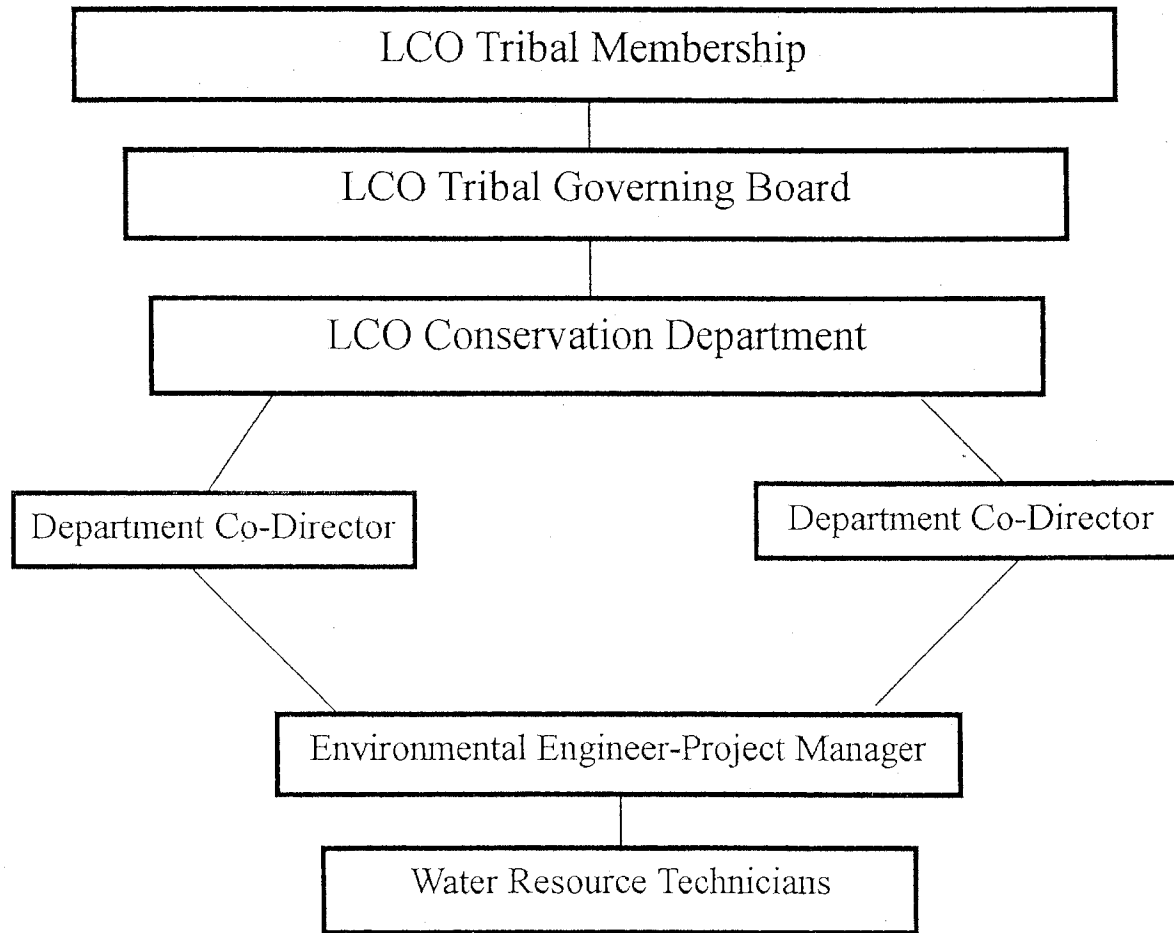 LCO Tribal Membership
LCO Tribal Governing Board
LCO Conservation Department
Department Co-Director
Department Co-Director
Environmental Engineer-Project Manager
Water Resource Technicians